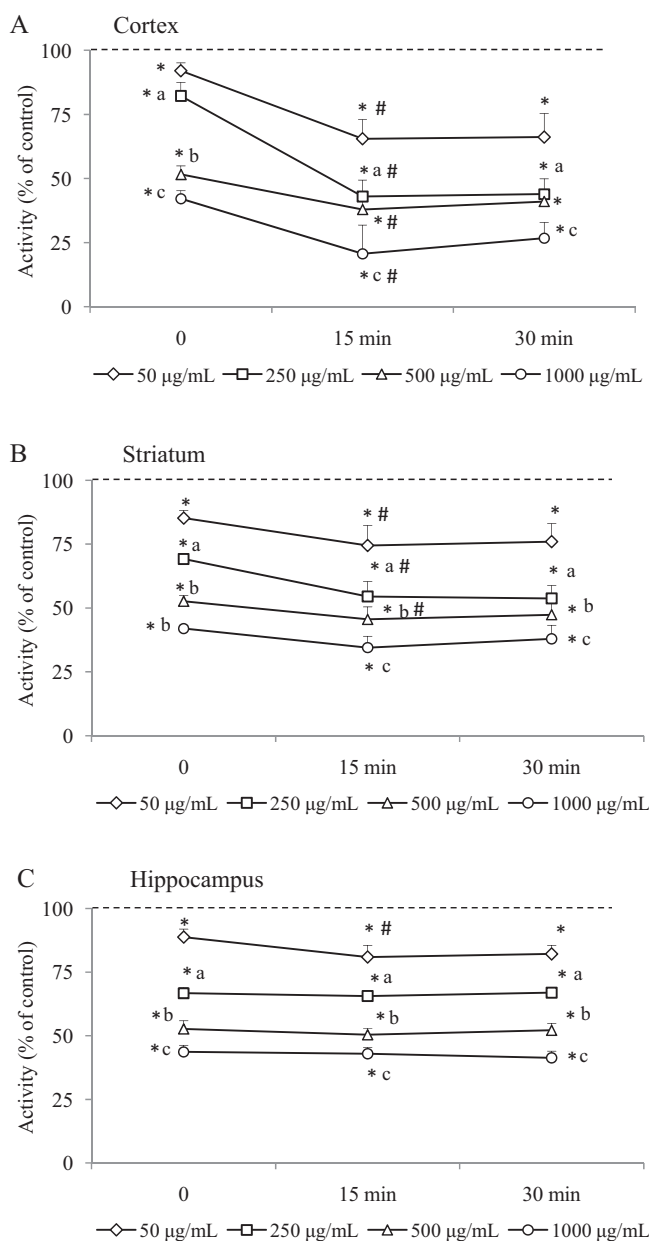 A Cortex
100
*
* a
* #
*
75
* b
* a #
* a
50
* c
*
* #
* c
25
* c #
0
Activity (% of control)
0 15 min 30 min
50 µg/mL 250 µg/mL 500 µg/mL 1000 µg/mL
B Striatum
100
*
* #
*
75
* a
* a #
* a
* b
* b #
* b
50
* b
* c
* c
25
0
Activity (% of control)
0 15 min 30 min
50 µg/mL 250 µg/mL 500 µg/mL 1000 µg/mL
C Hippocampus
100
*
* #
*
75
* a
* a
* a
* b
* b
* b
50
* c
* c
* c
25
0
Activity (% of control)
0 15 min 30 min
50 µg/mL 250 µg/mL 500 µg/mL 1000 µg/mL